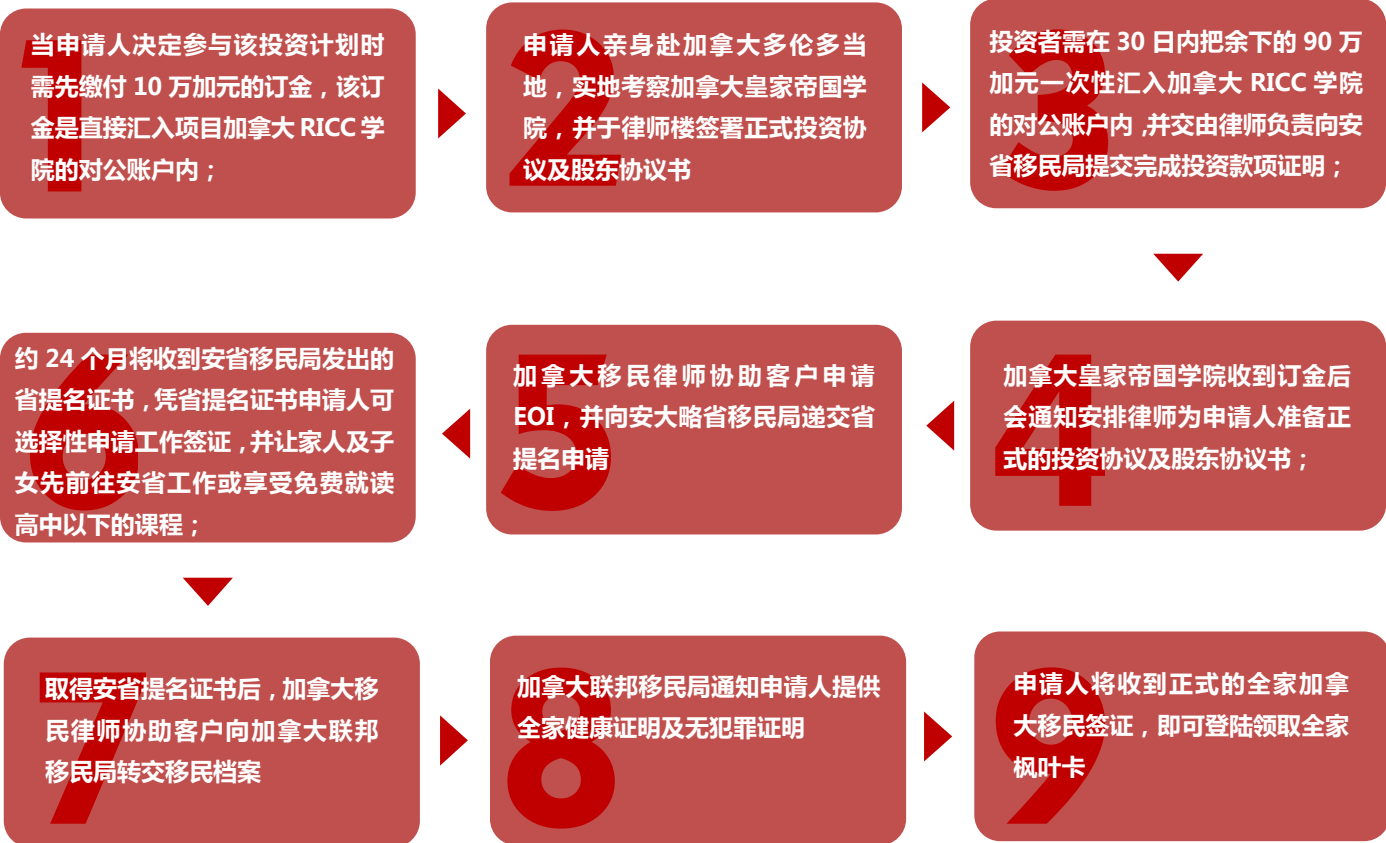 1
当申请人决定参与该投资计划时
需先缴付 10 万加元的订金，该订
金是直接汇入项目加拿大 RICC 学
院的对公账户内；
2
申请人亲身赴加拿大多伦多当
地，实地考察加拿大皇家帝国学
院，并于律师楼签署正式投资协
议及股东协议书
3
投资者需在 30 日内把余下的 90 万
加元一次性汇入加拿大 RICC 学院
的对公账户内，并交由律师负责向安
省移民局提交完成投资款项证明；
4
加拿大皇家帝国学院收到订金后
会通知安排律师为申请人准备正
式的投资协议及股东协议书；
5
加拿大移民律师协助客户申请
EOI，并向安大略省移民局递交省
提名申请
6
约 24 个月将收到安省移民局发出的
省提名证书，凭省提名证书申请人可
选择性申请工作签证，并让家人及子
女先前往安省工作或享受免费就读
高中以下的课程；
7
取得安省提名证书后，加拿大移
民律师协助客户向加拿大联邦
移民局转交移民档案
8
加拿大联邦移民局通知申请人提供
全家健康证明及无犯罪证明
9
申请人将收到正式的全家加拿
大移民签证，即可登陆领取全家
枫叶卡